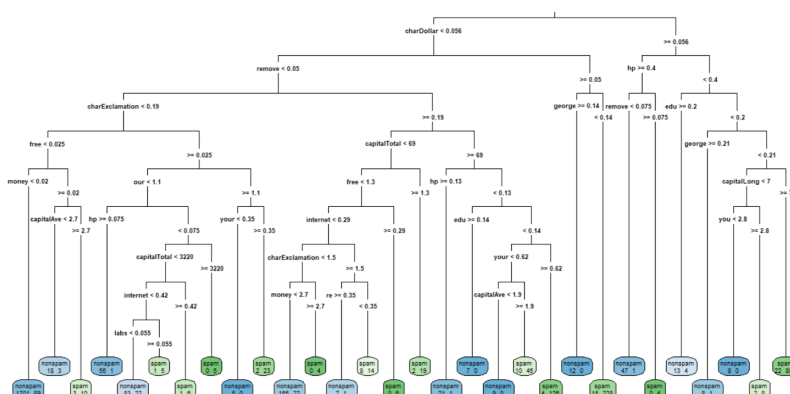 charDollar < 0.056
>= 0.056
remove < 0.05
hp >= 0.4
>= 0.05
< 0.4
charExclamation < 0.19
george >= 0.14
remove < 0.075
edu >= 0.2
>= 0.19
< 0.14
>= 0.075
< 0.2
free < 0.025
capitalTotal < 69
george >= 0.21
>= 0.025
>= 69
< 0.21
money < 0.02
our < 1.1
free < 1.3
hp >= 0.13
capitalLong < 7
>= 0.02
>= 1.1
>= 1.3
< 0.13
capitalAve < 2.7
hp >= 0.075
your < 0.35
internet < 0.29
edu >= 0.14
you < 2.8
>= 2.7
< 0.075
>= 0.35
>= 0.29
< 0.14
>= 2.8
capitalTotal < 3220
charExclamation < 1.5
your < 0.62
>= 3220
>= 1.5
>= 0.62
internet < 0.42
money < 2.7
re >= 0.35
capitalAve < 1.9
>= 0.42
>= 2.7
< 0.35
>= 1.9
labs < 0.055
>= 0.055
nonspam nonspam spam spam spam spam spam spam nonspam spam nonspam nonspam nonspam nonspam spam
18 3 1 5 0 5 2 23 0 4 8 14 2 19 7 0 12 0 47 1 13 4 8 0
nonspam spam nonspam spam nonspam nonspam nonspam spam nonspam nonspam spam spam spam nonspam spam